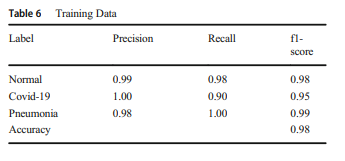 Table 6 Training Data
Label Precision Recall f1-
score
Normal 0.99 0.98 0.98
Covid-19 1.00 0.90 0.95
Pneumonia 0.98 1.00 0.99
Accuracy 0.98